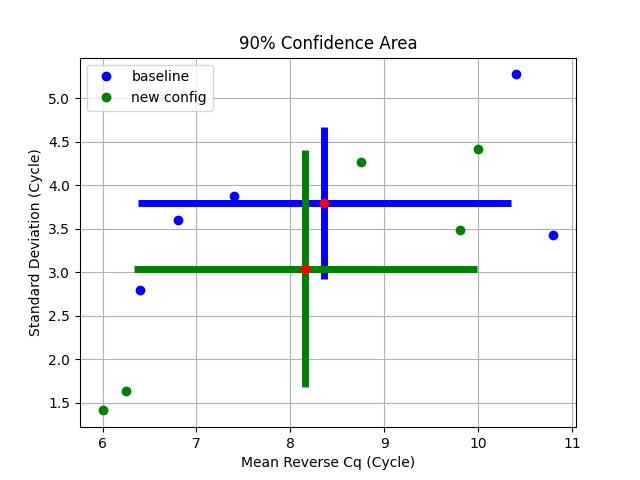 90% Confidence Area
baseline
new config
Standard Deviation (Cycle)
5.0
4.5
4.0
3.5
3.0
2.5
2.0
1.5
6 7 8 9 10 11
Mean Reverse Cq (Cycle)